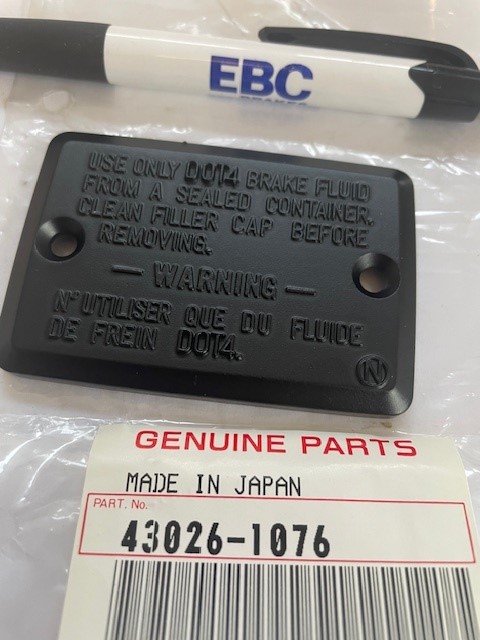 EBC
BRAKES
USE ONLY DOT4 BRAKE FLUID
FROM A SEALED CONTAINER.
CLEAN FILLER CAP BEFORE
REMOVING.
— WARNING —
N' UTILISER QUE DU FLUIDE
DE FREIN DOT4.
N
GENUINE PARTS
MADE IN JAPAN
PART. No.
43026-1076